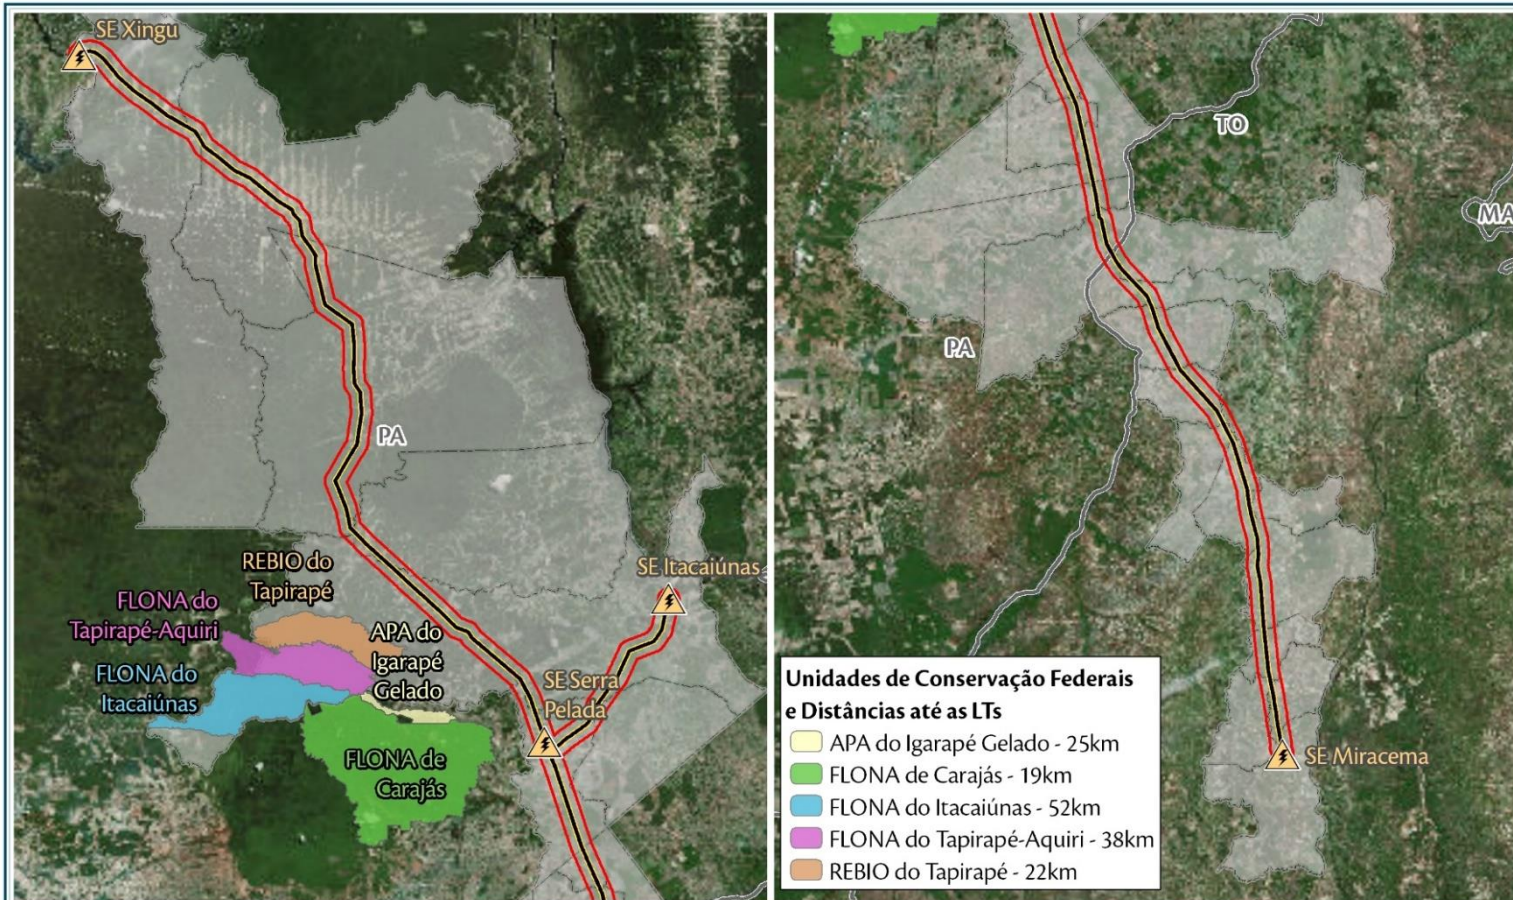 SE Xingu
PA
REBIO do
Tapirapé
FLONA do
Tapirapé-Aquiri
APA do
Igarapé
Gelado
FLONA do
Itacaiúnas
FLONA de
Carajás
SE Itacaiúnas
SE Serra
Pelada
TO
MA
PA
SE Miracema
Unidades de Conservação Federais
e Distâncias até as LTs
APA do Igarapé Gelado - 25km
FLONA de Carajás - 19km
FLONA do Itacaiúnas - 52km
FLONA do Tapirapé-Aquiri - 38km
REBIO do Tapirapé - 22km